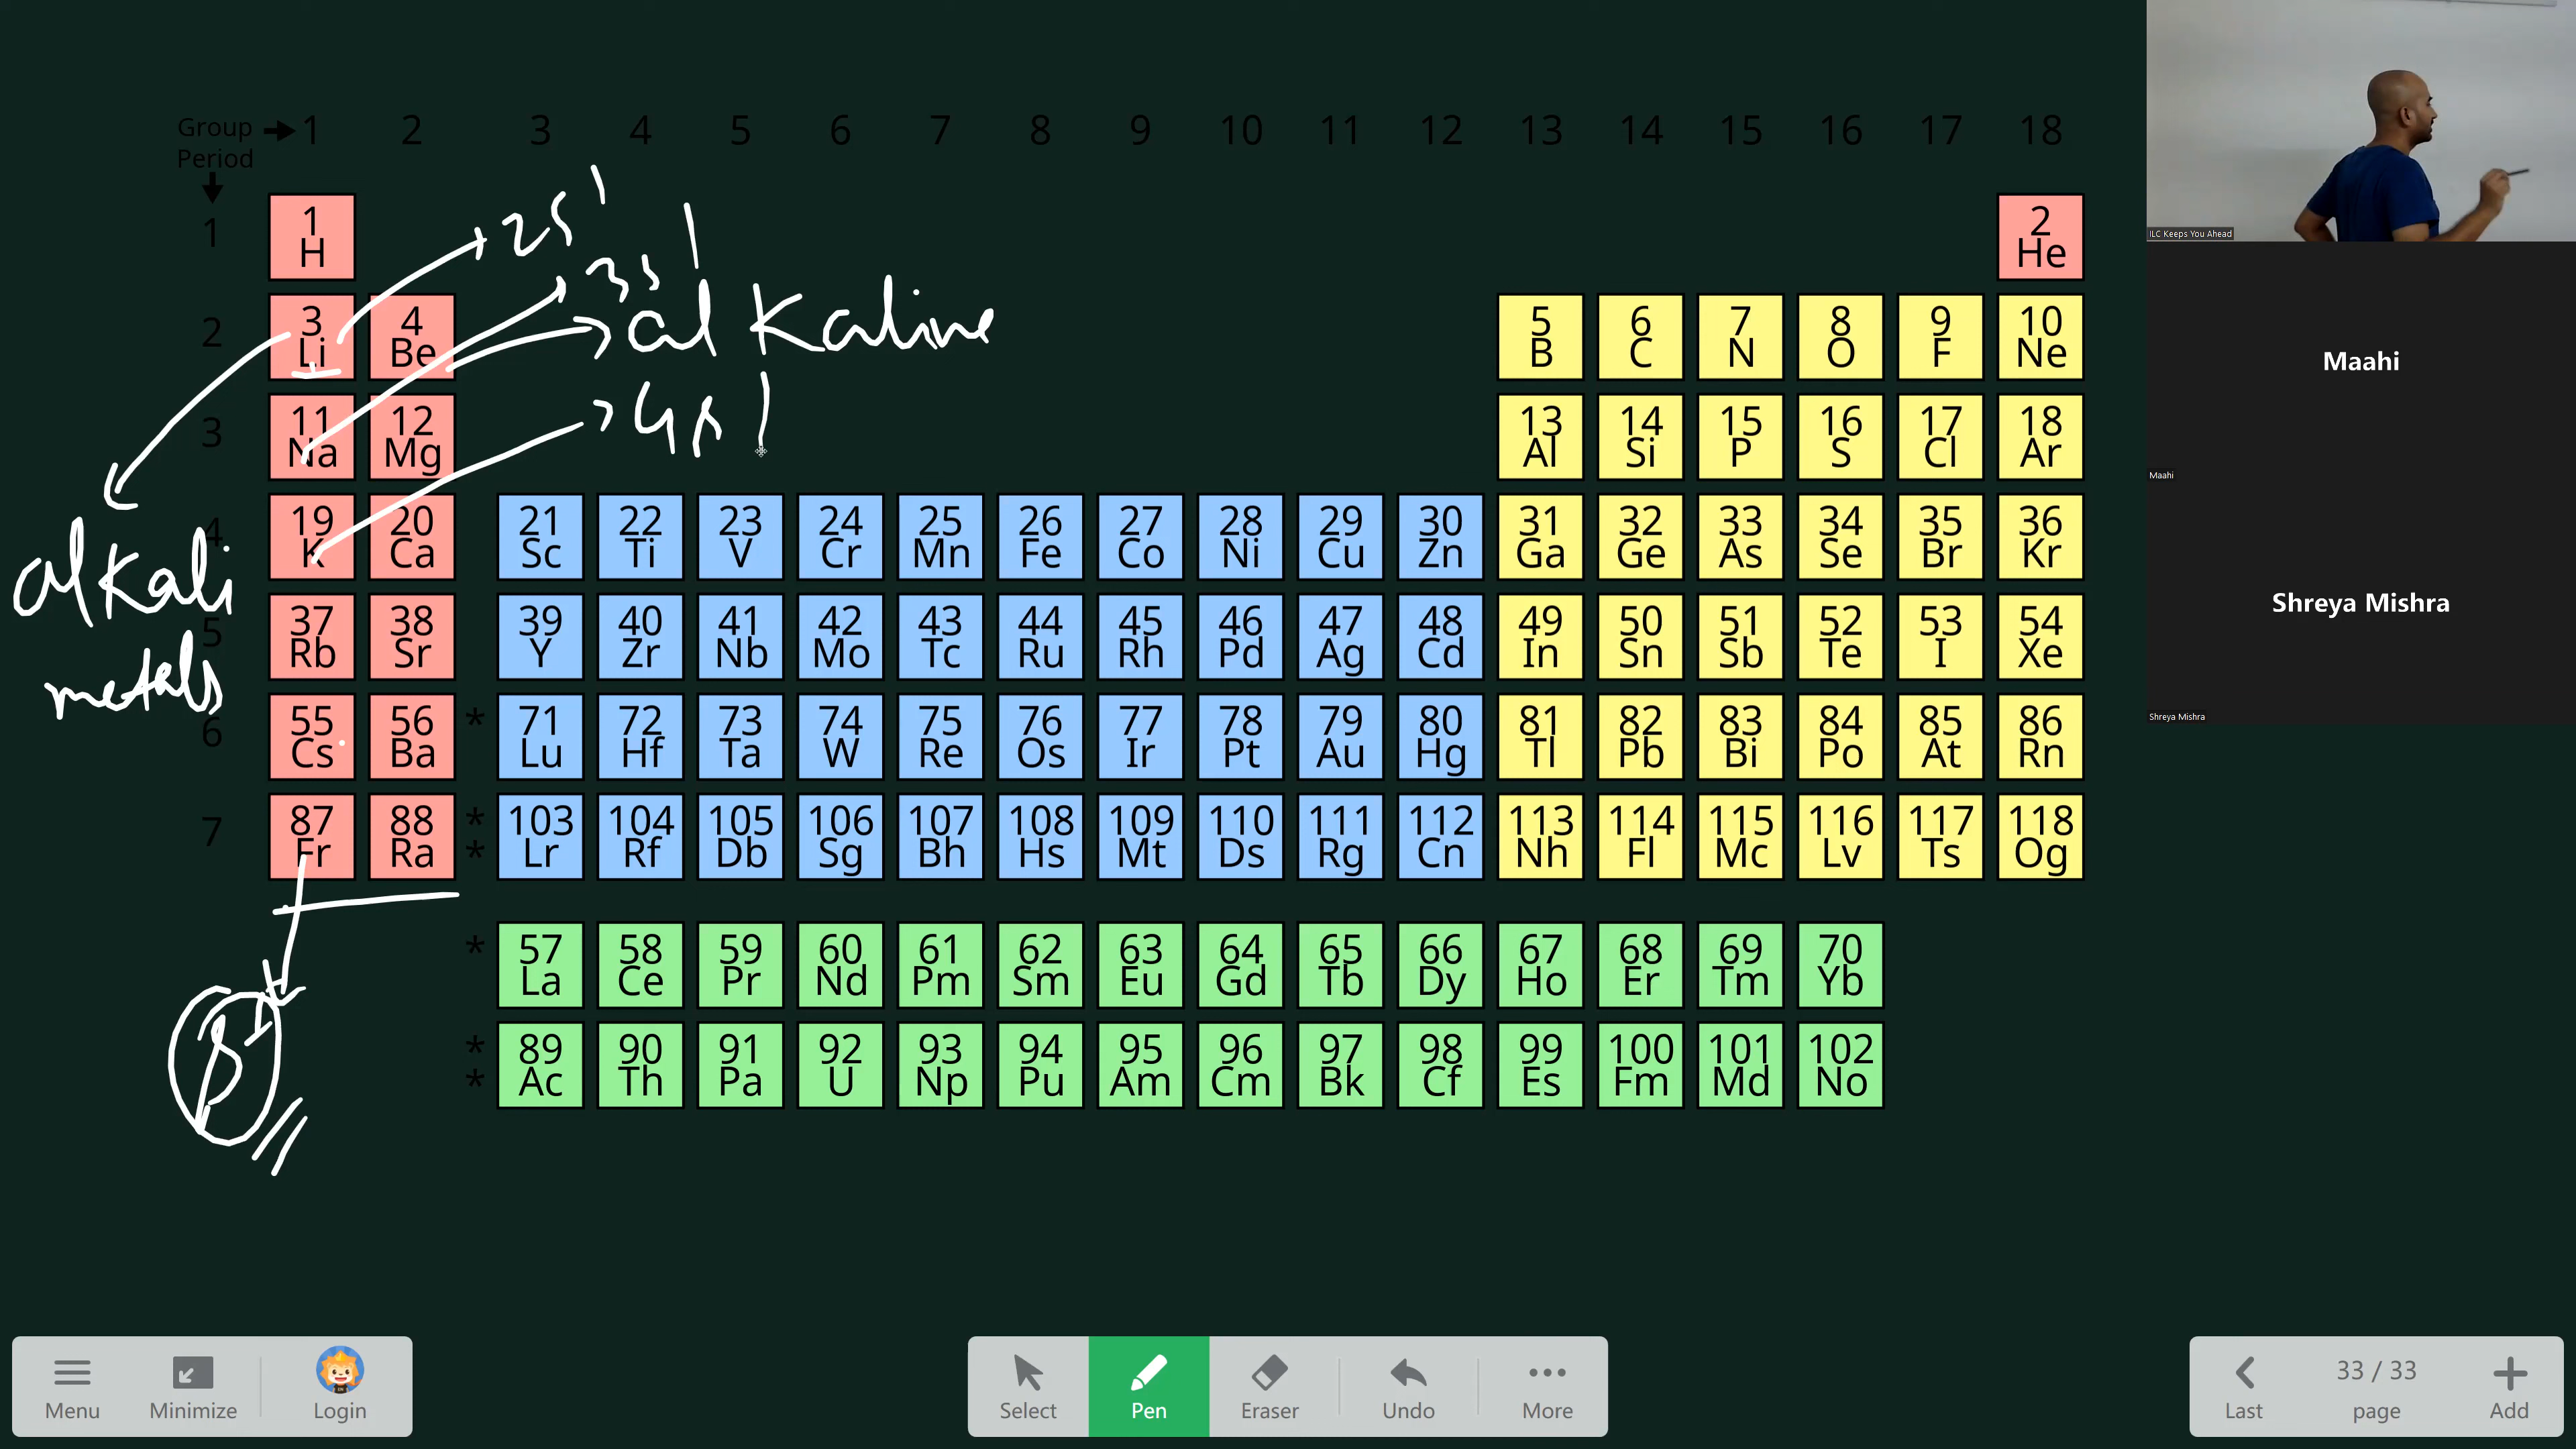 Group → 1 2 3 4 5 6 7 8 9 10 11 12 13 14 15 16 17 18
Period
↓
2s¹
3s¹
1
1 H
2 He
2
3 Li
4 Be
alkaline
5 B
6 C
7 N
8 O
9 F
10 Ne
3
11 Na
12 Mg
4s¹
13 Al
14 Si
15 P
16 S
17 Cl
18 Ar
4
19 K
20 Ca
21 Sc
22 Ti
23 V
24 Cr
25 Mn
26 Fe
27 Co
28 Ni
29 Cu
30 Zn
31 Ga
32 Ge
33 As
34 Se
35 Br
36 Kr
alkali
metals
5
37 Rb
38 Sr
39 Y
40 Zr
41 Nb
42 Mo
43 Tc
44 Ru
45 Rh
46 Pd
47 Ag
48 Cd
49 In
50 Sn
51 Sb
52 Te
53 I
54 Xe
6
55 Cs
56 Ba
*
71 Lu
72 Hf
73 Ta
74 W
75 Re
76 Os
77 Ir
78 Pt
79 Au
80 Hg
81 Tl
82 Pb
83 Bi
84 Po
85 At
86 Rn
7
87 Fr
88 Ra
* *
103 Lr
104 Rf
105 Db
106 Sg
107 Bh
108 Hs
109 Mt
110 Ds
111 Rg
112 Cn
113 Nh
114 Fl
115 Mc
116 Lv
117 Ts
118 Og
*
57 La
58 Ce
59 Pr
60 Nd
61 Pm
62 Sm
63 Eu
64 Gd
65 Tb
66 Dy
67 Ho
68 Er
69 Tm
70 Yb
* *
89 Ac
90 Th
91 Pa
92 U
93 Np
94 Pu
95 Am
96 Cm
97 Bk
98 Cf
99 Es
100 Fm
101 Md
102 No
ILC Keeps You Ahead
Maahi
Maahi
Shreya Mishra
Shreya Mishra
Menu
Minimize
Login
Select
Pen
Eraser
Undo
More
Last
33 / 33
page
Add